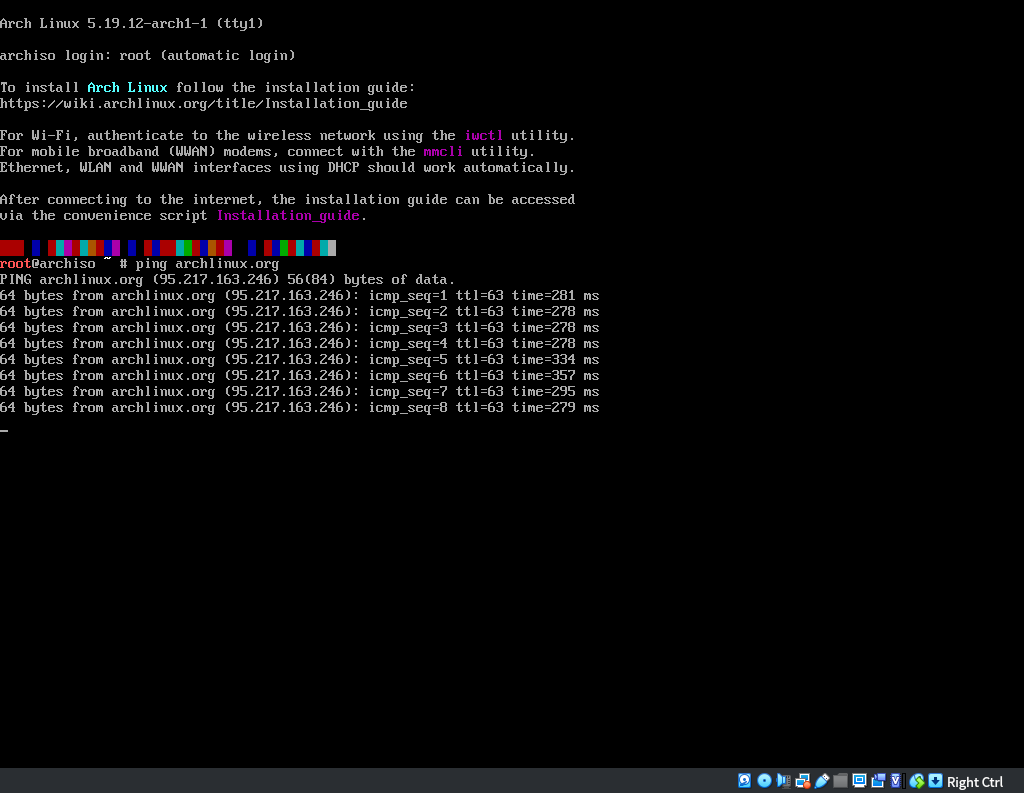 Arch Linux 5.19.12-arch1-1 (tty1)
archiso login: root (automatic login)
To install Arch Linux follow the installation guide:
https://wiki.archlinux.org/title/Installation_guide
For Wi-Fi, authenticate to the wireless network using the iwctl utility.
For mobile broadband (WWAN) modems, connect with the mmcli utility.
Ethernet, WLAN and WWAN interfaces using DHCP should work automatically.
After connecting to the internet, the installation guide can be accessed
via the convenience script Installation_guide.
root@archiso ~ # ping archlinux.org
PING archlinux.org (95.217.163.246) 56(84) bytes of data.
64 bytes from archlinux.org (95.217.163.246): icmp_seq=1 ttl=63 time=281 ms
64 bytes from archlinux.org (95.217.163.246): icmp_seq=2 ttl=63 time=278 ms
64 bytes from archlinux.org (95.217.163.246): icmp_seq=3 ttl=63 time=278 ms
64 bytes from archlinux.org (95.217.163.246): icmp_seq=4 ttl=63 time=278 ms
64 bytes from archlinux.org (95.217.163.246): icmp_seq=5 ttl=63 time=334 ms
64 bytes from archlinux.org (95.217.163.246): icmp_seq=6 ttl=63 time=357 ms
64 bytes from archlinux.org (95.217.163.246): icmp_seq=7 ttl=63 time=295 ms
64 bytes from archlinux.org (95.217.163.246): icmp_seq=8 ttl=63 time=279 ms
Right Ctrl